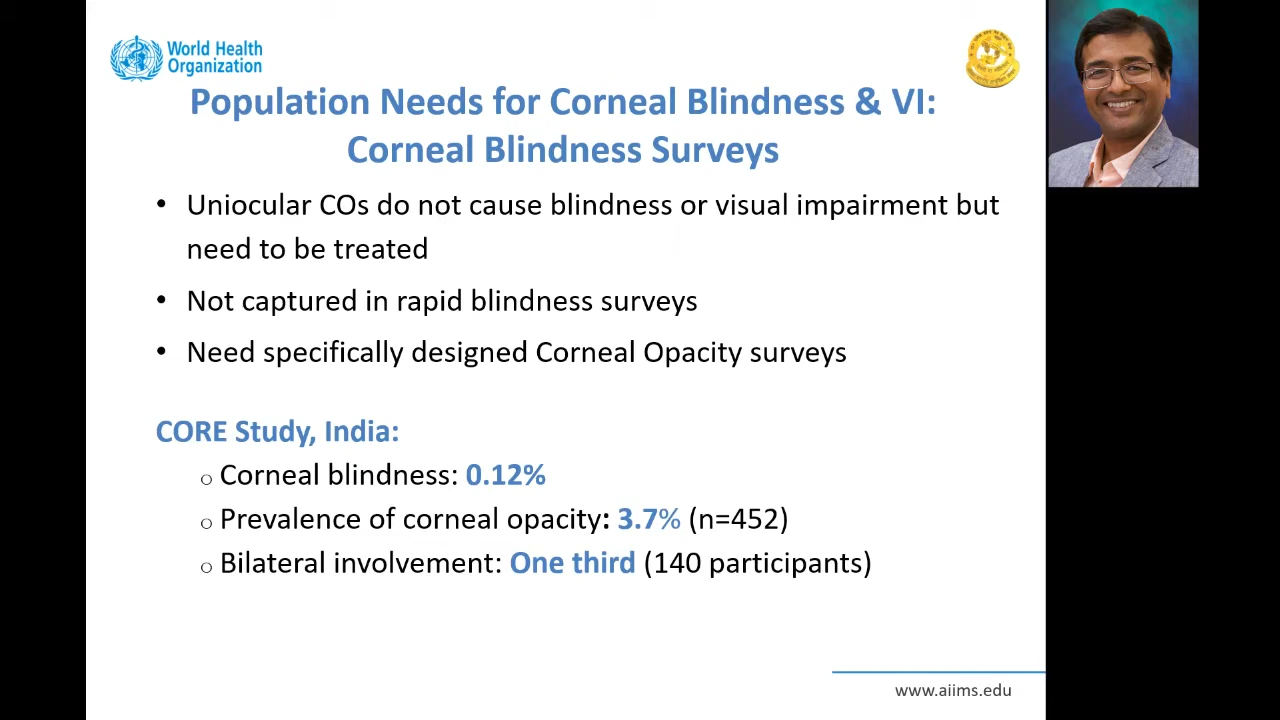 World Health
Organization
Population Needs for Corneal Blindness & VI:
Corneal Blindness Surveys
• Uniocular COs do not cause blindness or visual impairment but
need to be treated
• Not captured in rapid blindness surveys
• Need specifically designed Corneal Opacity surveys
CORE Study, India:
o Corneal blindness: 0.12%
o Prevalence of corneal opacity: 3.7% (n=452)
o Bilateral involvement: One third (140 participants)
www.aiims.edu